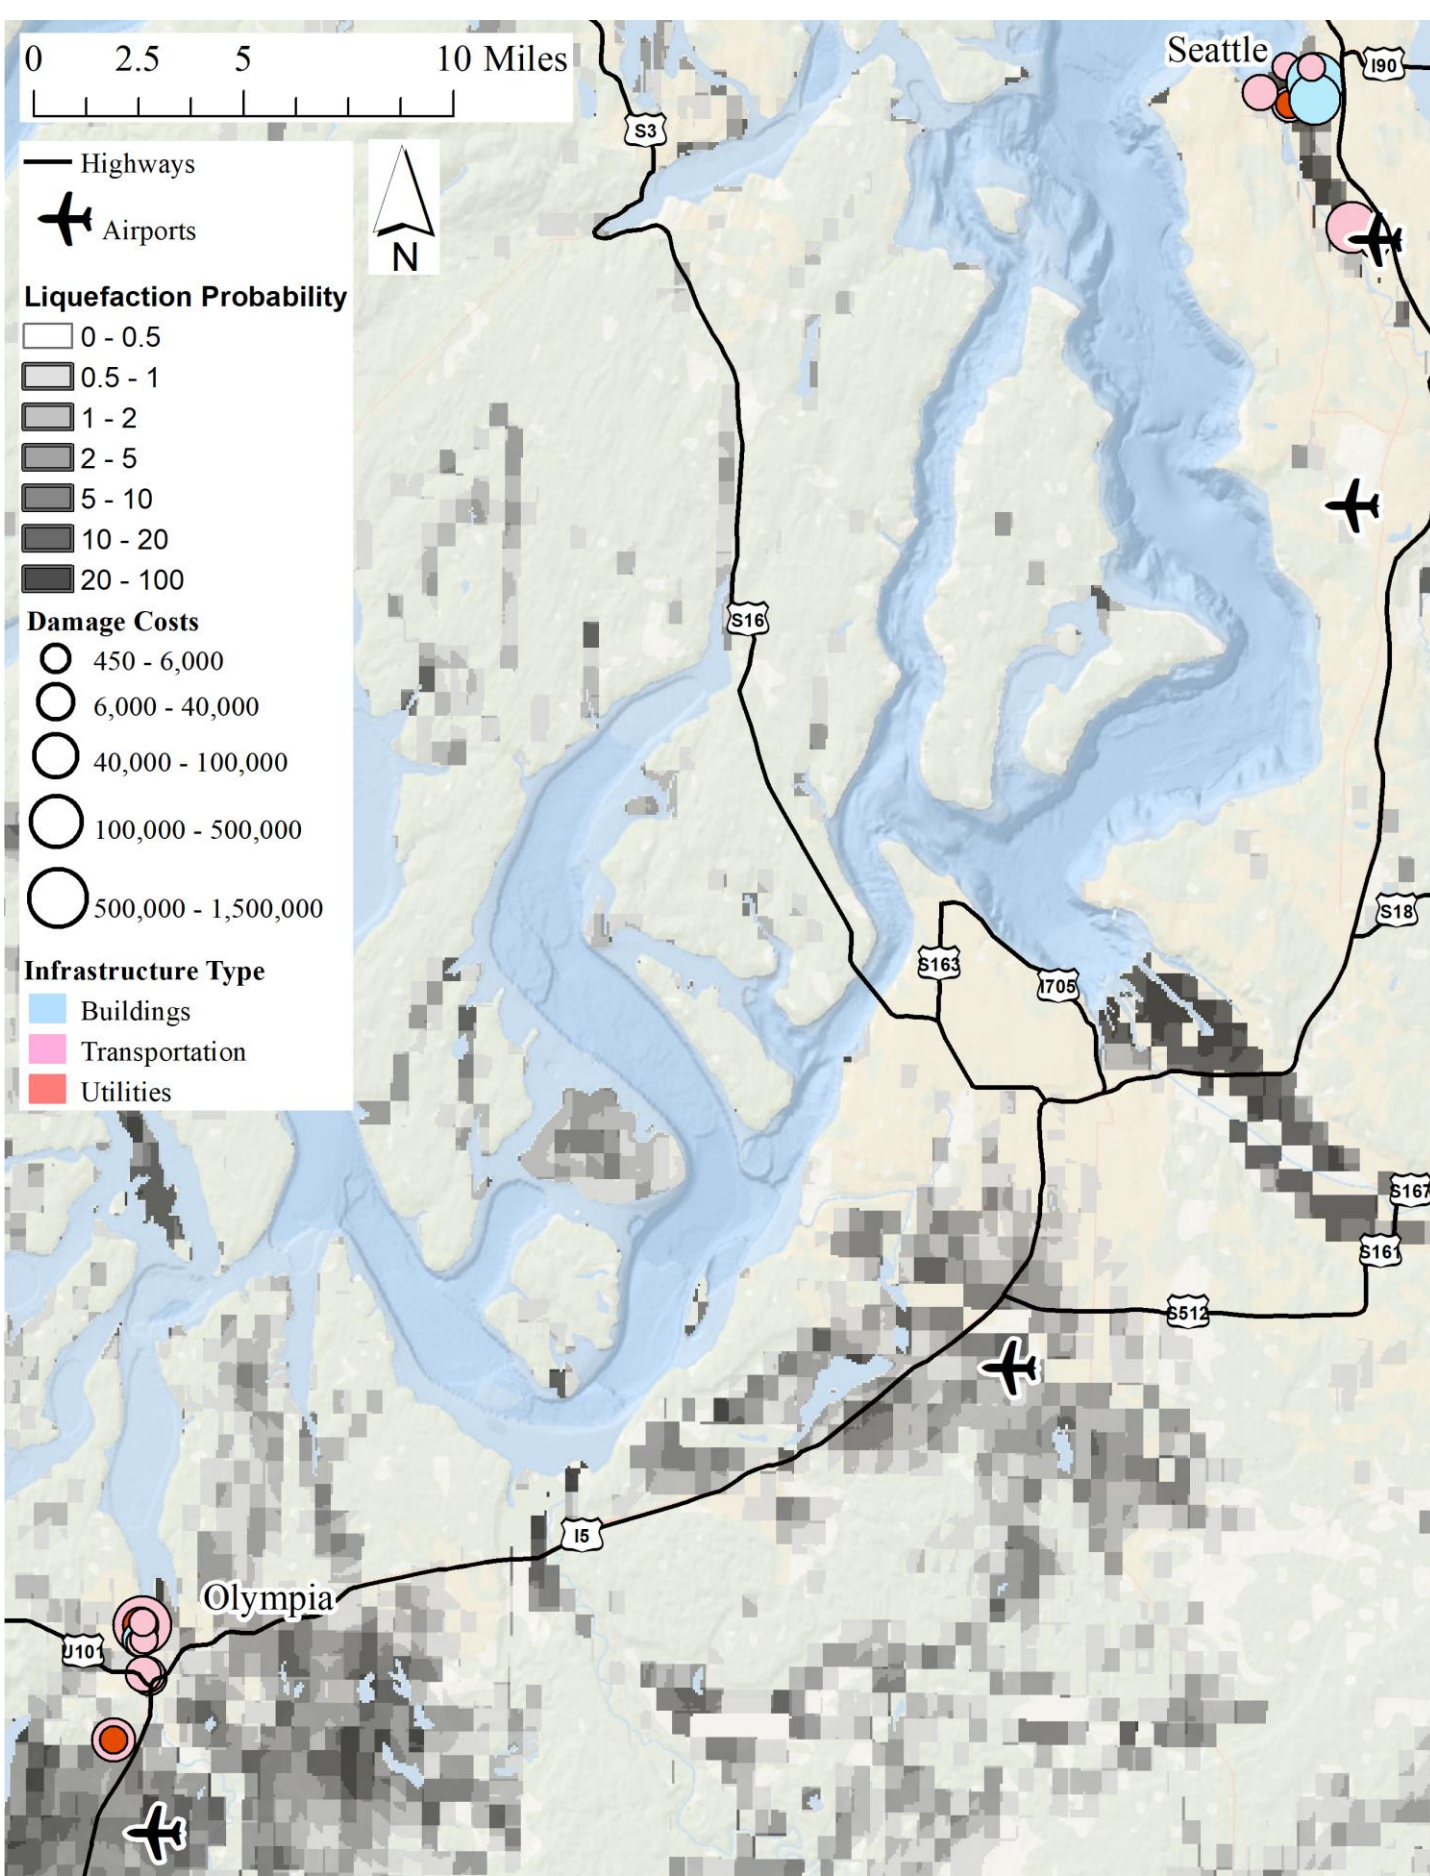 0 2.5 5 10 Miles
Highways
Airports
N
Liquefaction Probability
0 - 0.5
0.5 - 1
1 - 2
2 - 5
5 - 10
10 - 20
20 - 100
Damage Costs
450 - 6,000
6,000 - 40,000
40,000 - 100,000
100,000 - 500,000
500,000 - 1,500,000
Infrastructure Type
Buildings
Transportation
Utilities
Seattle
I90
S3
S16
S18
S163
I705
S167
S161
S512
I5
Olympia
U101